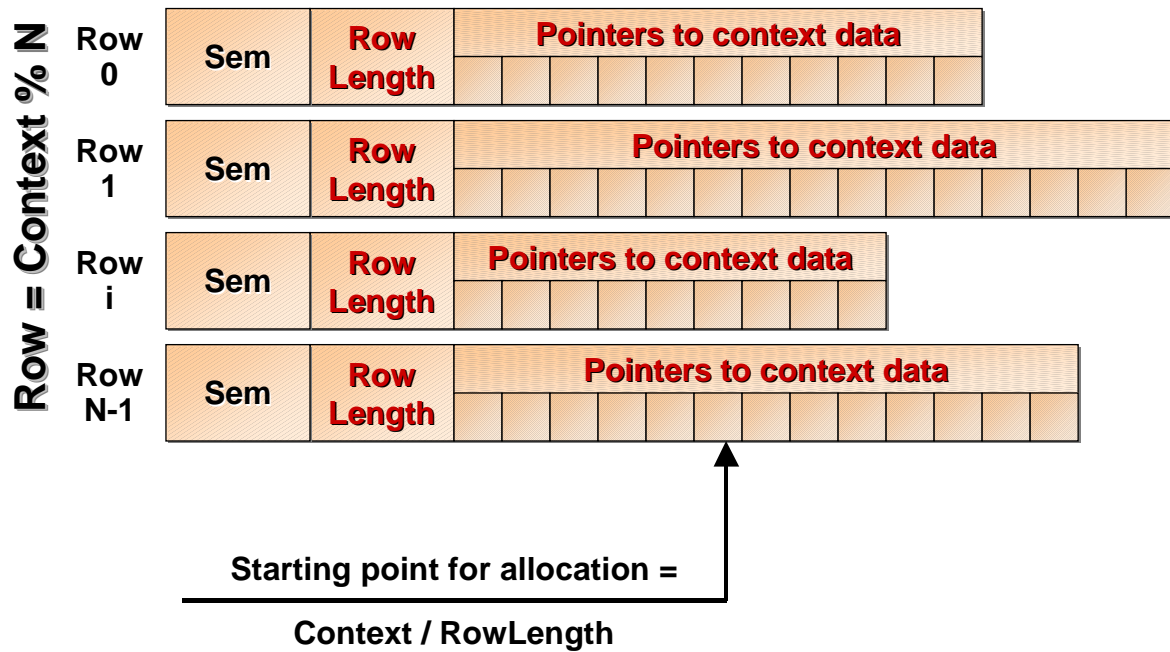 Row = Context % N
Row
0
Sem
Row
Length
Pointers to context data
Row
1
Sem
Row
Length
Pointers to context data
Row
i
Sem
Row
Length
Pointers to context data
Row
N-1
Sem
Row
Length
Pointers to context data
Starting point for allocation =
Context / RowLength